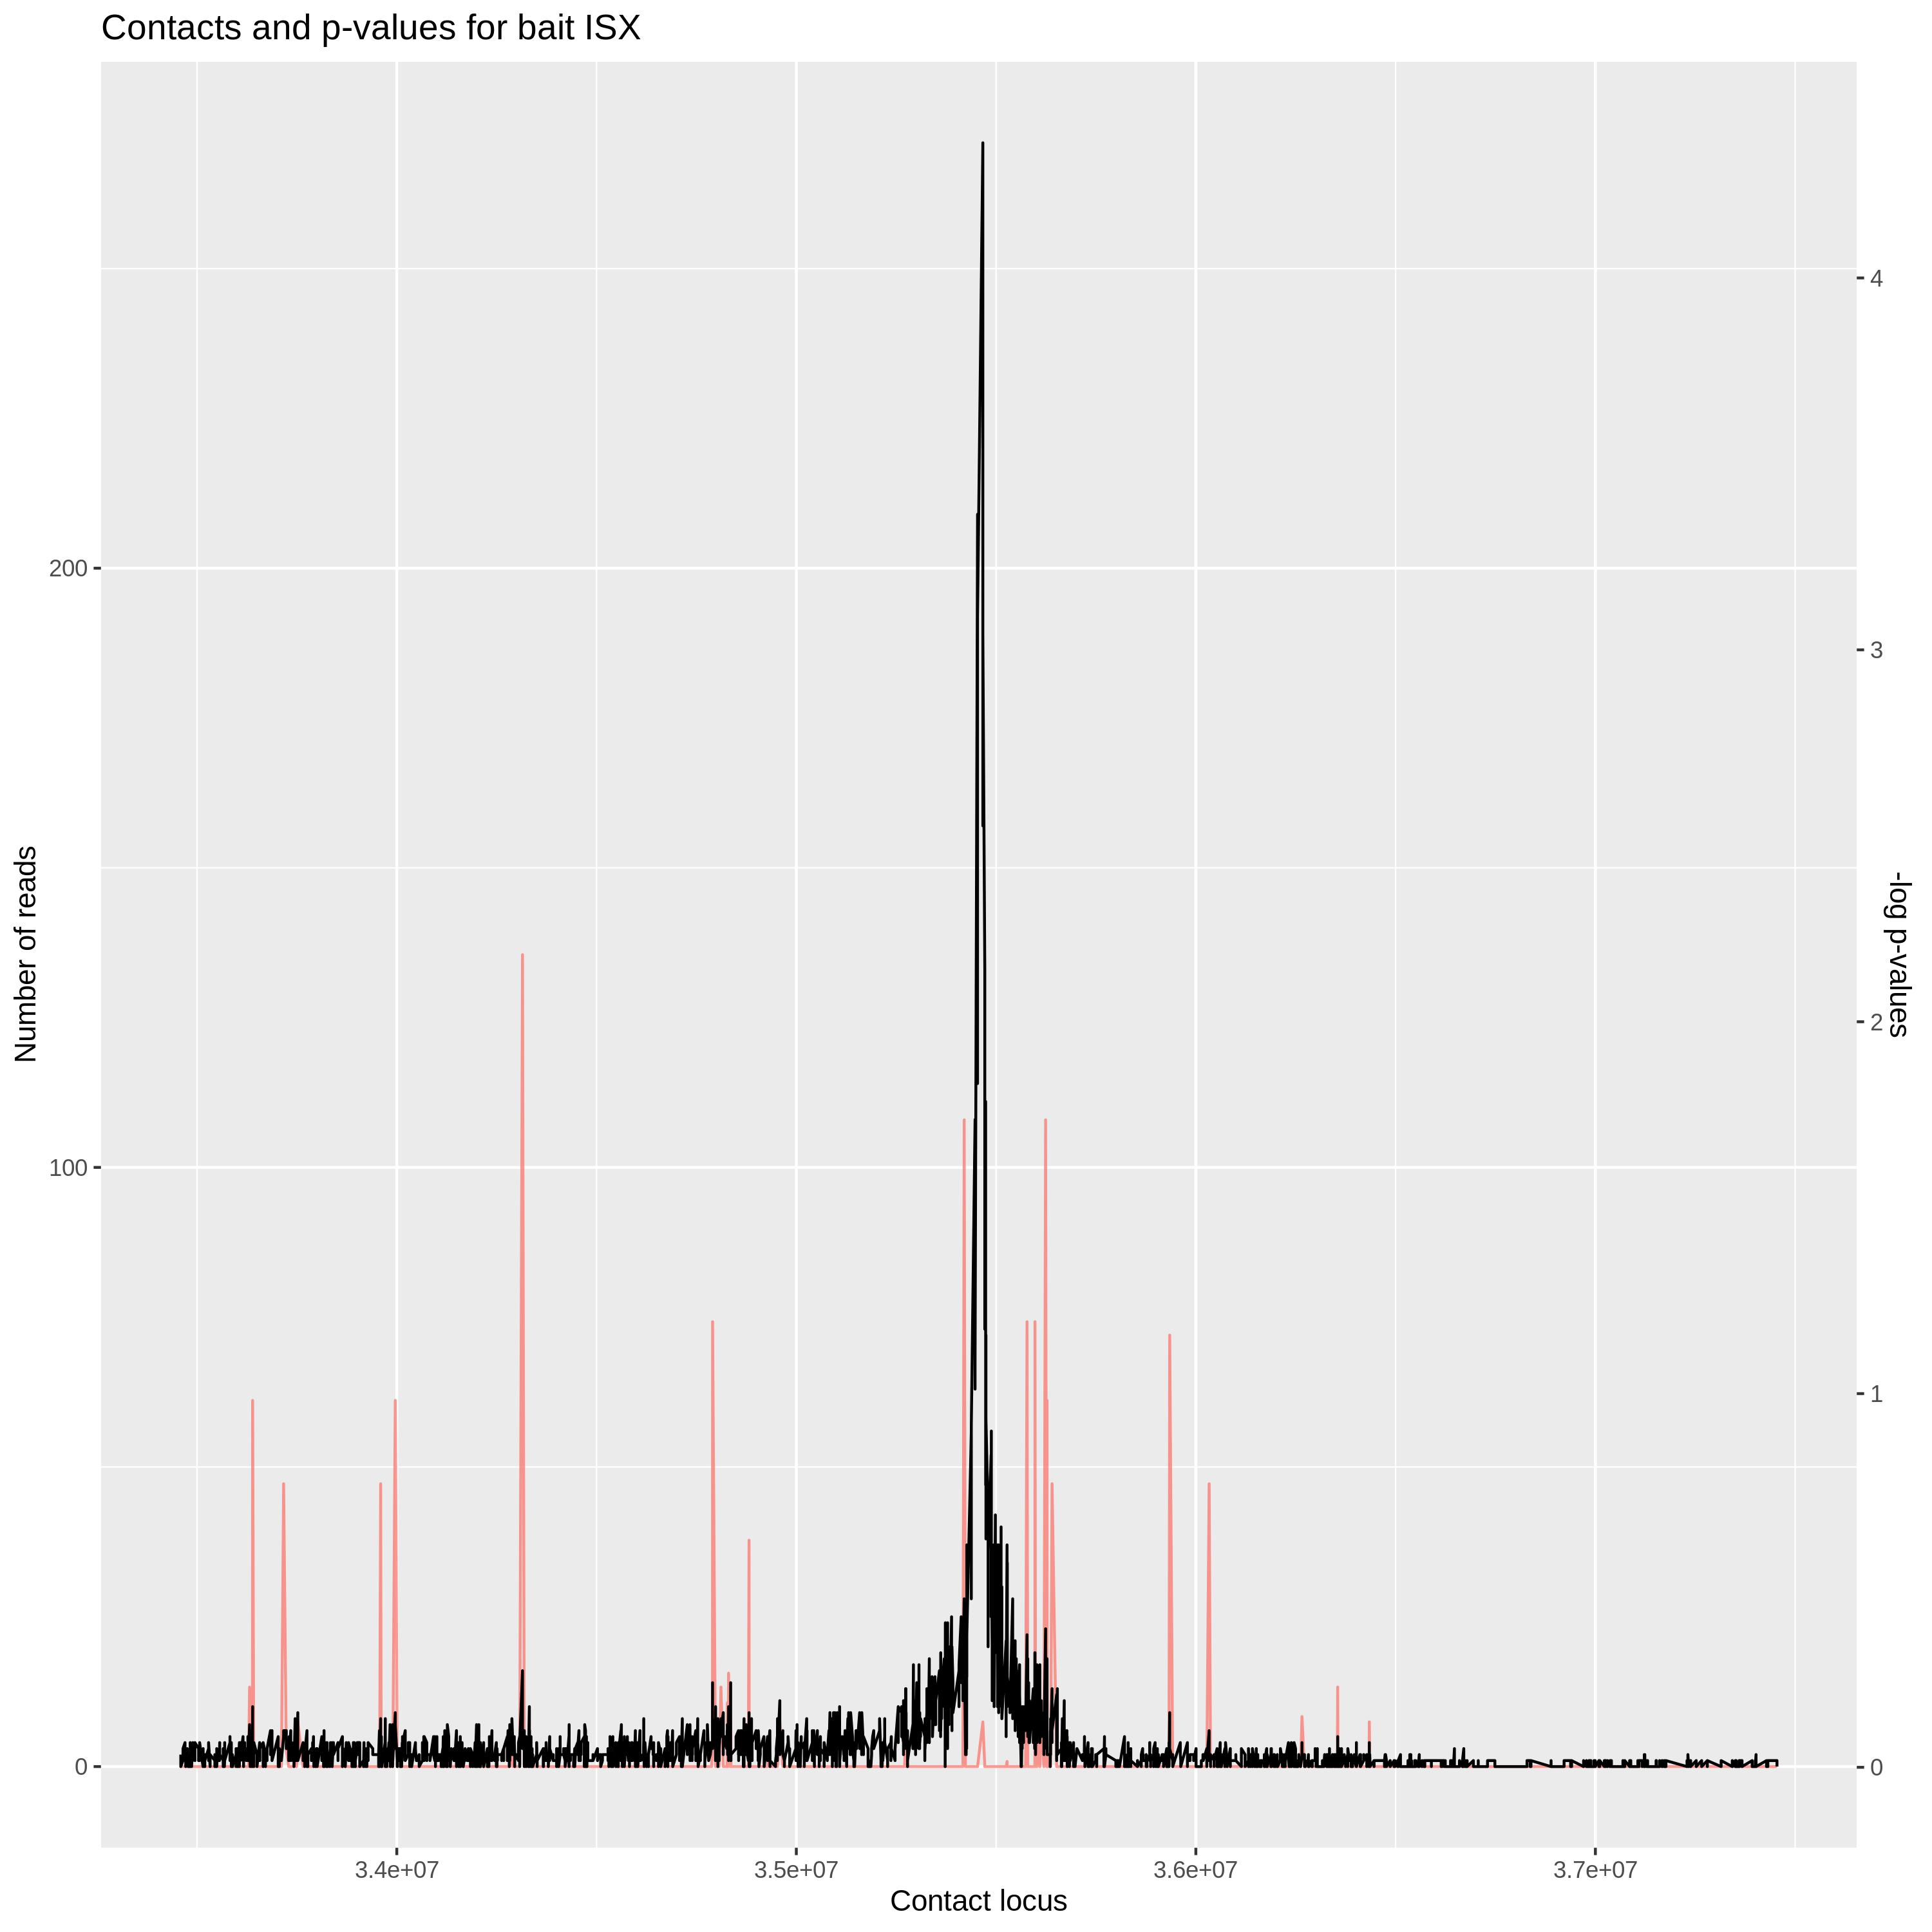 Contacts and p-values for bait ISX
Number of reads
200
100
0
4
3
2
1
0
-log p-values
3.4e+07
3.5e+07
3.6e+07
3.7e+07
Contact locus